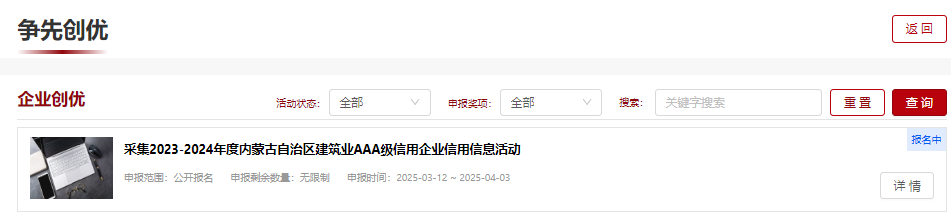 争先创优
返 回
企业创优
活动状态： 全部 申报奖项： 全部 搜索： 关键字搜索 重 置 查 询
报名中
采集2023-2024年度内蒙古自治区建筑业AAA级信用企业信用信息活动
申报范围：公开报名 申报剩余数量：无限制 申报时间：2025-03-12 ~ 2025-04-03
详 情